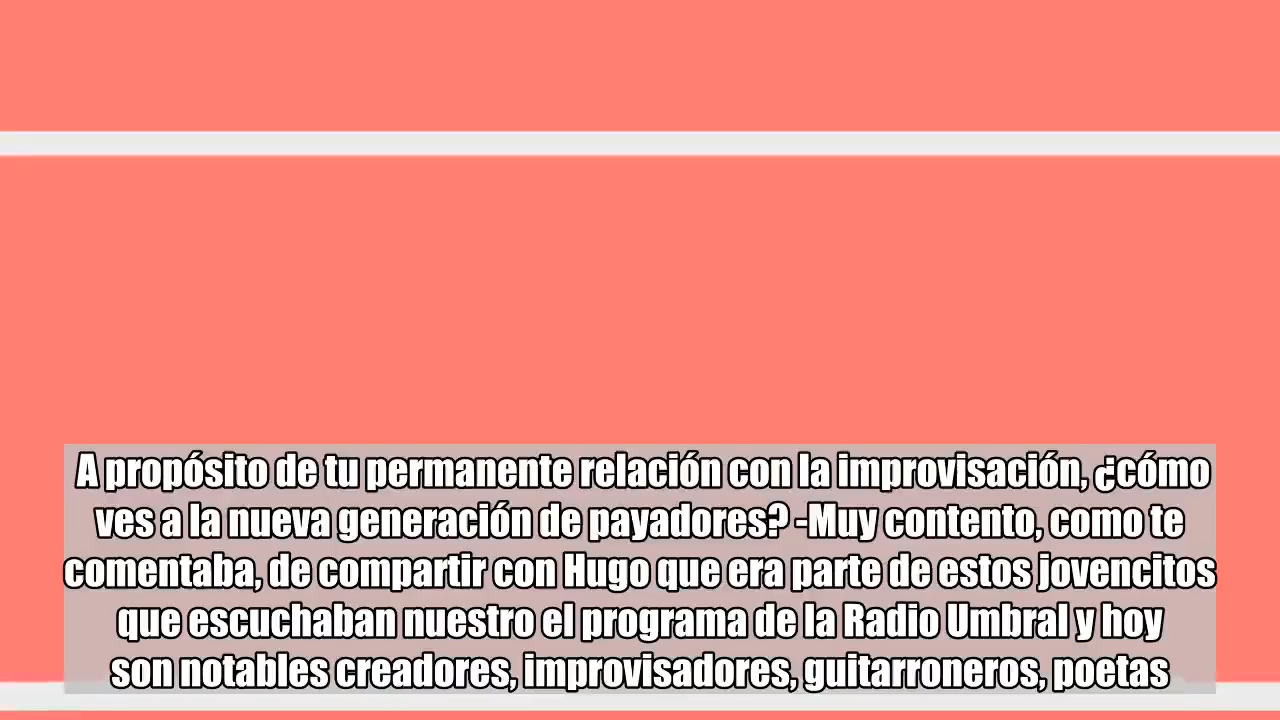 A propósito de tu permanente relación con la improvisación, ¿cómo
ves a la nueva generación de payadores? -Muy contento, como te
comentaba, de compartir con Hugo que era parte de estos jovencitos
que escuchaban nuestro el programa de la Radio Umbral y hoy
son notables creadores, improvisadores, guitarroneros, poetas